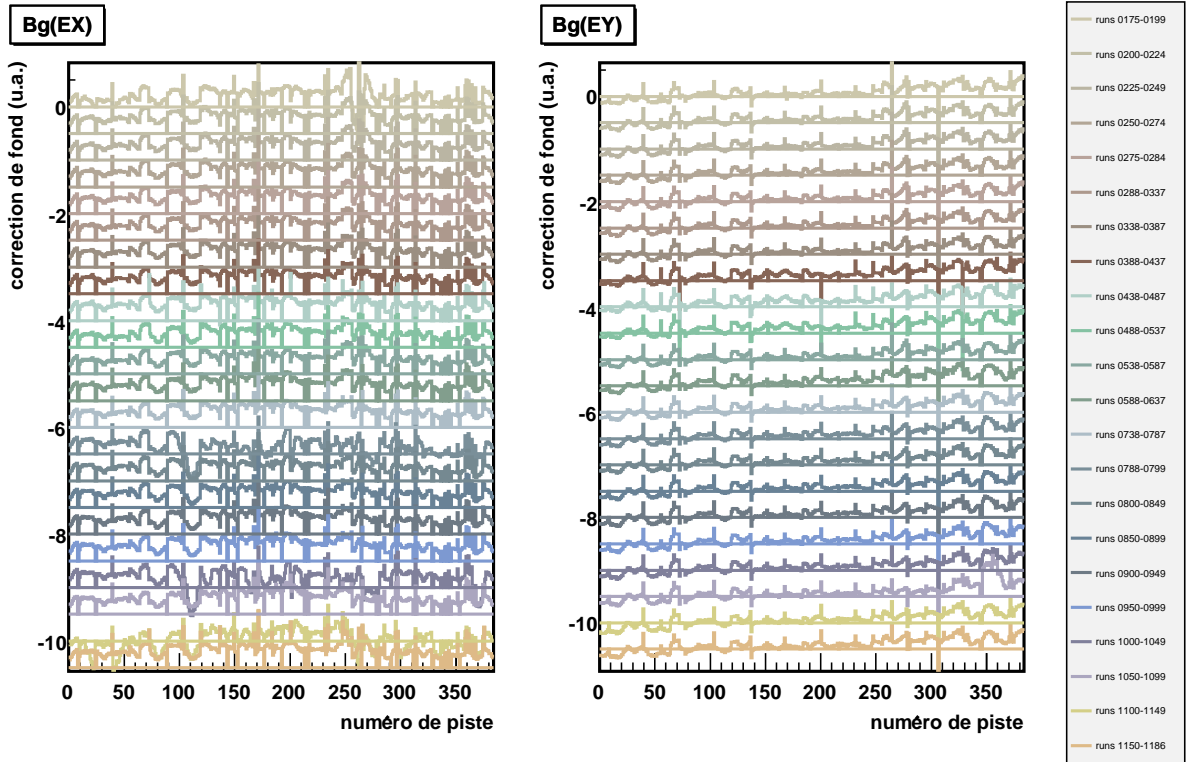 Bg(EX)
correction de fond (u.a.)
0
-2
-4
-6
-8
-10
0 50 100 150 200 250 300 350
numéro de piste
Bg(EY)
correction de fond (u.a.)
0
-2
-4
-6
-8
-10
0 50 100 150 200 250 300 350
numéro de piste
runs 0175-0199
runs 0200-0224
runs 0225-0249
runs 0250-0274
runs 0275-0284
runs 0288-0337
runs 0338-0387
runs 0388-0437
runs 0438-0487
runs 0488-0537
runs 0538-0587
runs 0588-0637
runs 0738-0787
runs 0788-0799
runs 0800-0849
runs 0850-0899
runs 0900-0949
runs 0950-0999
runs 1000-1049
runs 1050-1099
runs 1100-1149
runs 1150-1186